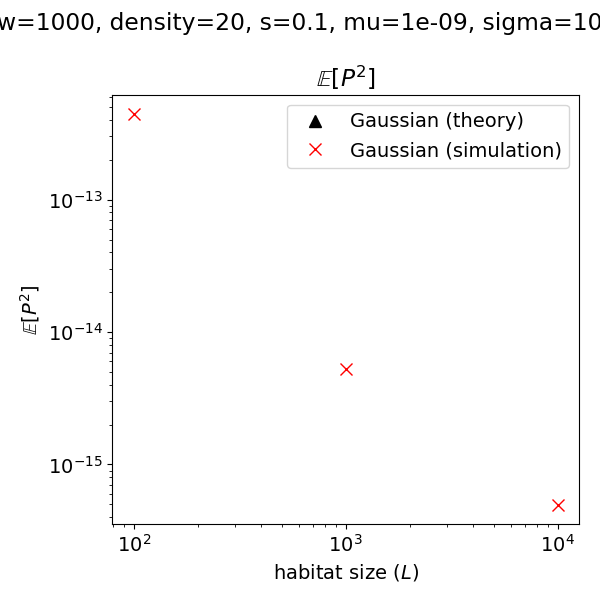 w=1000, density=20, s=0.1, mu=1e-09, sigma=10
𝔼[P²]
Gaussian (theory)
Gaussian (simulation)
10⁻¹³
10⁻¹⁴
10⁻¹⁵
𝔼[P²]
10² 10³ 10⁴
habitat size (L)